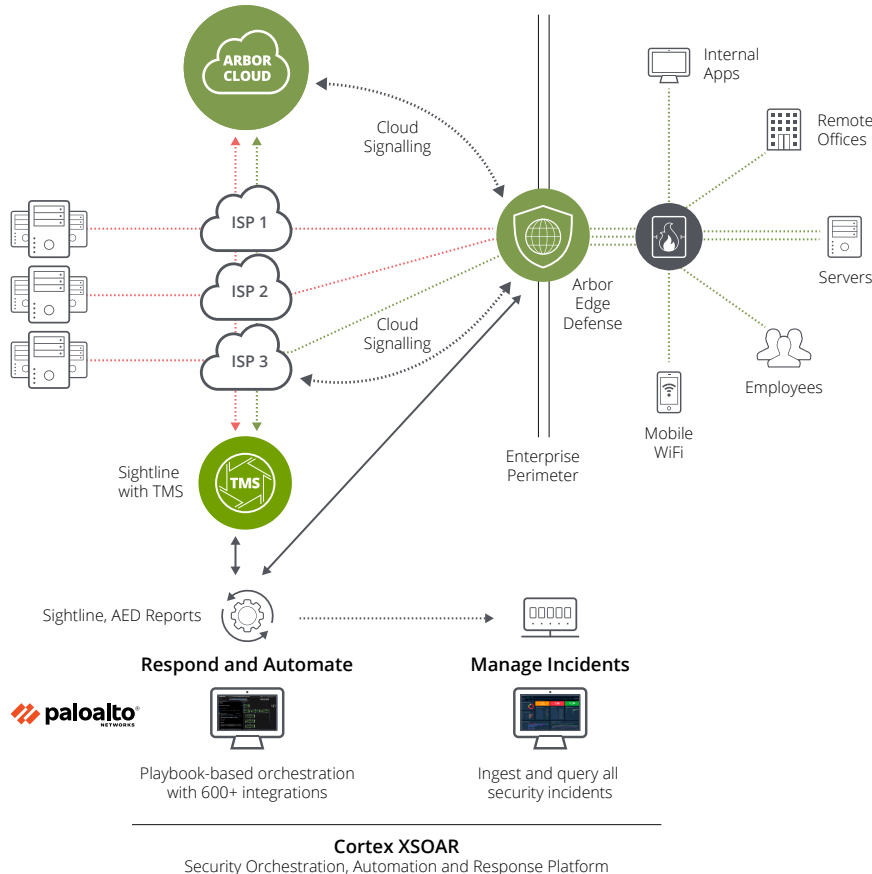 ARBOR
CLOUD
Cloud
Signalling
Internal
Apps
Remote
Offices
ISP 1
ISP 2
ISP 3
Cloud
Signalling
Arbor
Edge
Defense
Servers
Employees
Mobile
WiFi
Enterprise
Perimeter
Sightline
with TMS
TMS
Sightline, AED Reports
Respond and Automate
Manage Incidents
paloalto®
NETWORKS
Playbook-based orchestration
with 600+ integrations
Ingest and query all
security incidents
Cortex XSOAR
Security Orchestration, Automation and Response Platform